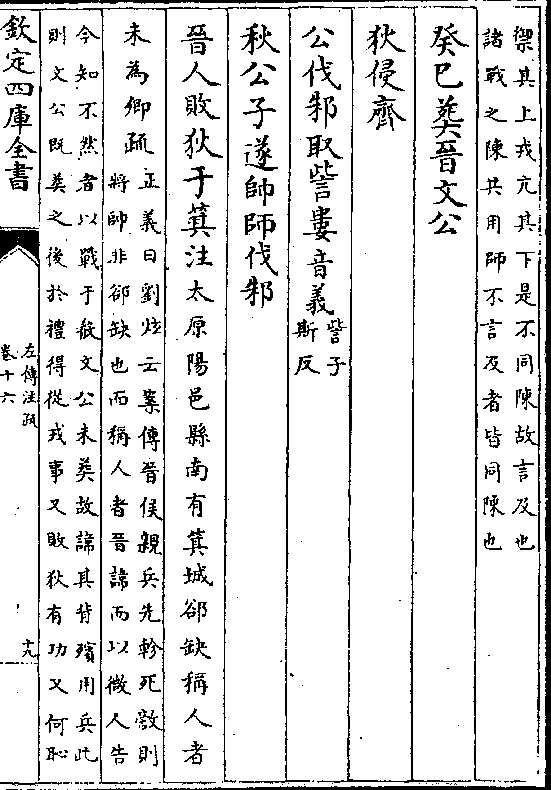 禦其上戎亢其下是不同陳故言及也
諸戰之陳共用師不言及者皆同陳也
癸巳葬晉文公
狄侵齊
公伐邾取訾婁音義訾子
斯反
秋公子遂帥師伐邾
晉人敗狄于箕注太原陽邑縣南有箕城郤缺稱人者
未為卿疏正義曰劉炫云案傳晉侯親兵先軫死敵則
將帥非郤缺也而稱人者晉諱而以微人告
今知不然者以戰于殽文公未葬故諱其背殯用兵此
則文公既葬之後於禮得從戎事又敗狄有功又何恥
欽定四庫全書
左傳注疏
卷十六
十九